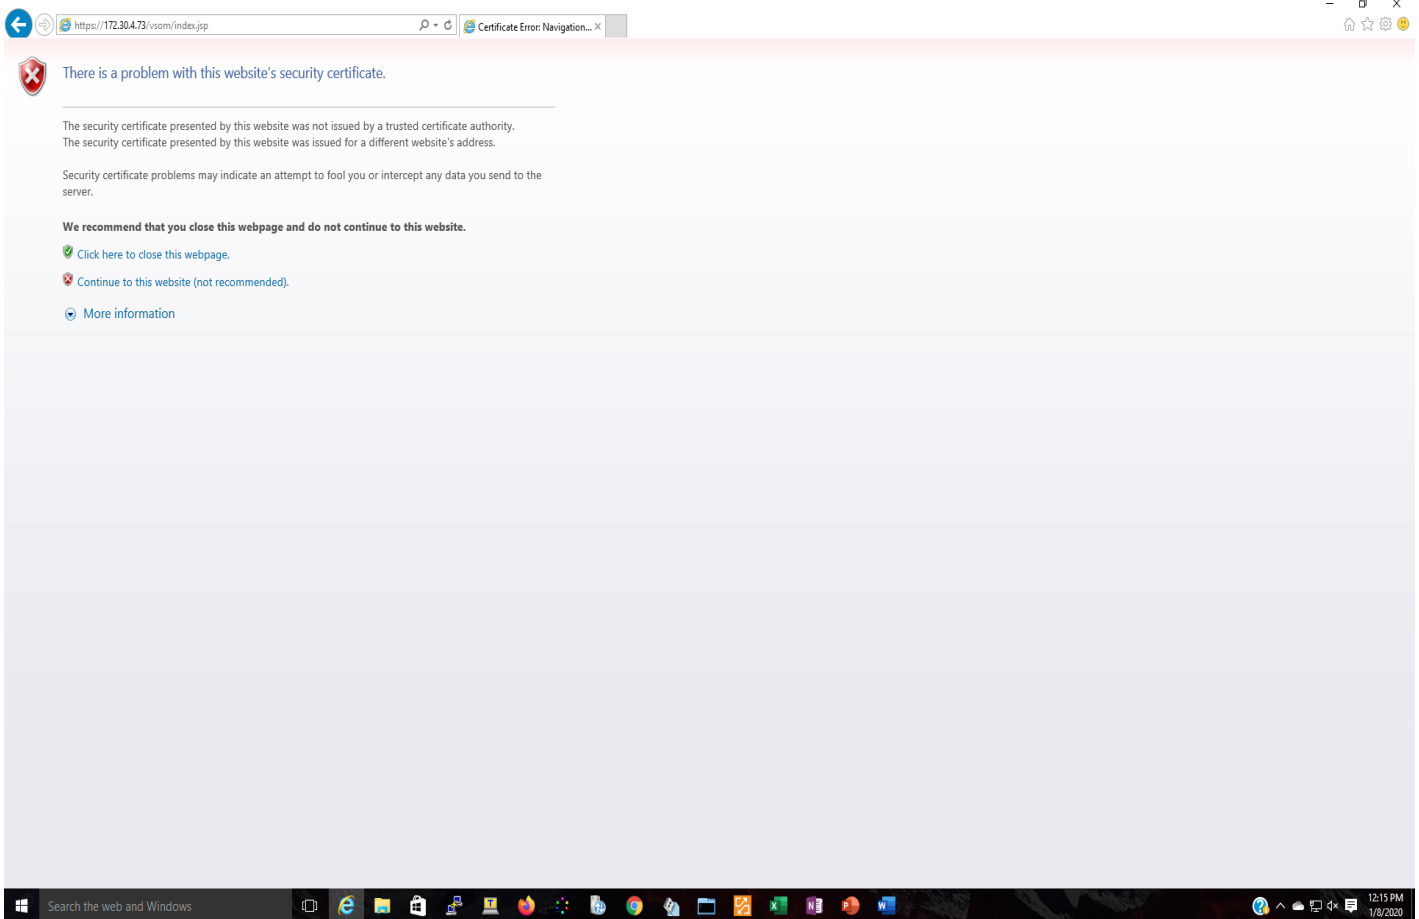 https://172.30.4.73/vsom/index.jsp
Certificate Error: Navigation...
There is a problem with this website's security certificate.
The security certificate presented by this website was not issued by a trusted certificate authority.
The security certificate presented by this website was issued for a different website's address.
Security certificate problems may indicate an attempt to fool you or intercept any data you send to the
server.
We recommend that you close this webpage and do not continue to this website.
Click here to close this webpage.
Continue to this website (not recommended).
More information
Search the web and Windows
12:15 PM
1/8/2020